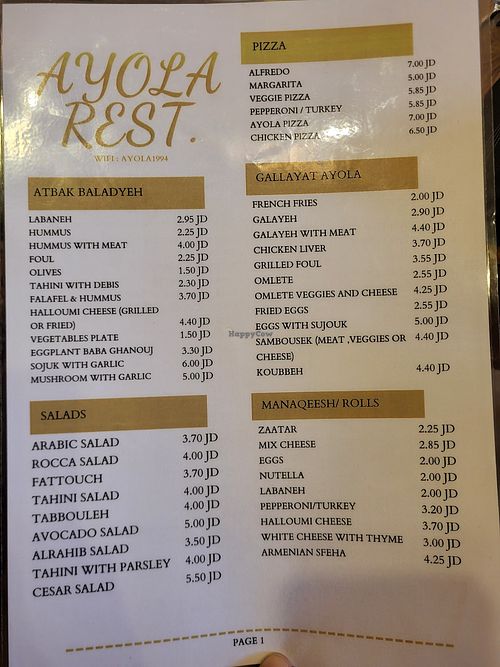 AYOLA
REST.
WIFI : AYOLA1994
ATBAK BALADYEH
LABANEH 2.95 JD
HUMMUS 2.25 JD
HUMMUS WITH MEAT 4.00 JD
FOUL 2.25 JD
OLIVES 1.50 JD
TAHINI WITH DEBIS 2.30 JD
FALAFEL & HUMMUS 3.70 JD
HALLOUMI CHEESE (GRILLED
OR FRIED) 4.40 JD
VEGETABLES PLATE 1.50 JD
EGGPLANT BABA GHANOUJ 3.30 JD
SOJUK WITH GARLIC 6.00 JD
MUSHROOM WITH GARLIC 5.00 JD
SALADS
ARABIC SALAD 3.70 JD
ROCCA SALAD 4.00 JD
FATTOUCH 3.70 JD
TAHINI SALAD 4.00 JD
TABBOULEH 4.00 JD
AVOCADO SALAD 5.00 JD
ALRAHIB SALAD 3.50 JD
TAHINI WITH PARSLEY 4.00 JD
CESAR SALAD 5.50 JD
PIZZA
ALFREDO 7.00 JD
MARGARITA 5.00 JD
VEGGIE PIZZA 5.85 JD
PEPPERONI / TURKEY 5.85 JD
AYOLA PIZZA 7.00 JD
CHICKEN PIZZA 6.50 JD
GALLAYAT AYOLA
FRENCH FRIES 2.00 JD
GALAYEH 2.90 JD
GALAYEH WITH MEAT 4.40 JD
CHICKEN LIVER 3.70 JD
GRILLED FOUL 3.55 JD
OMLETE 2.55 JD
OMLETE VEGGIES AND CHEESE 4.25 JD
FRIED EGGS 2.55 JD
EGGS WITH SUJOUK 5.00 JD
SAMBOUSEK (MEAT ,VEGGIES OR 4.40 JD
CHEESE)
KOUBBEH 4.40 JD
MANAQEESH/ ROLLS
ZAATAR 2.25 JD
MIX CHEESE 2.85 JD
EGGS 2.00 JD
NUTELLA 2.00 JD
LABANEH 2.00 JD
PEPPERONI/TURKEY 3.20 JD
HALLOUMI CHEESE 3.70 JD
WHITE CHEESE WITH THYME 3.00 JD
ARMENIAN SFEHA 4.25 JD
PAGE 1
HappyCow